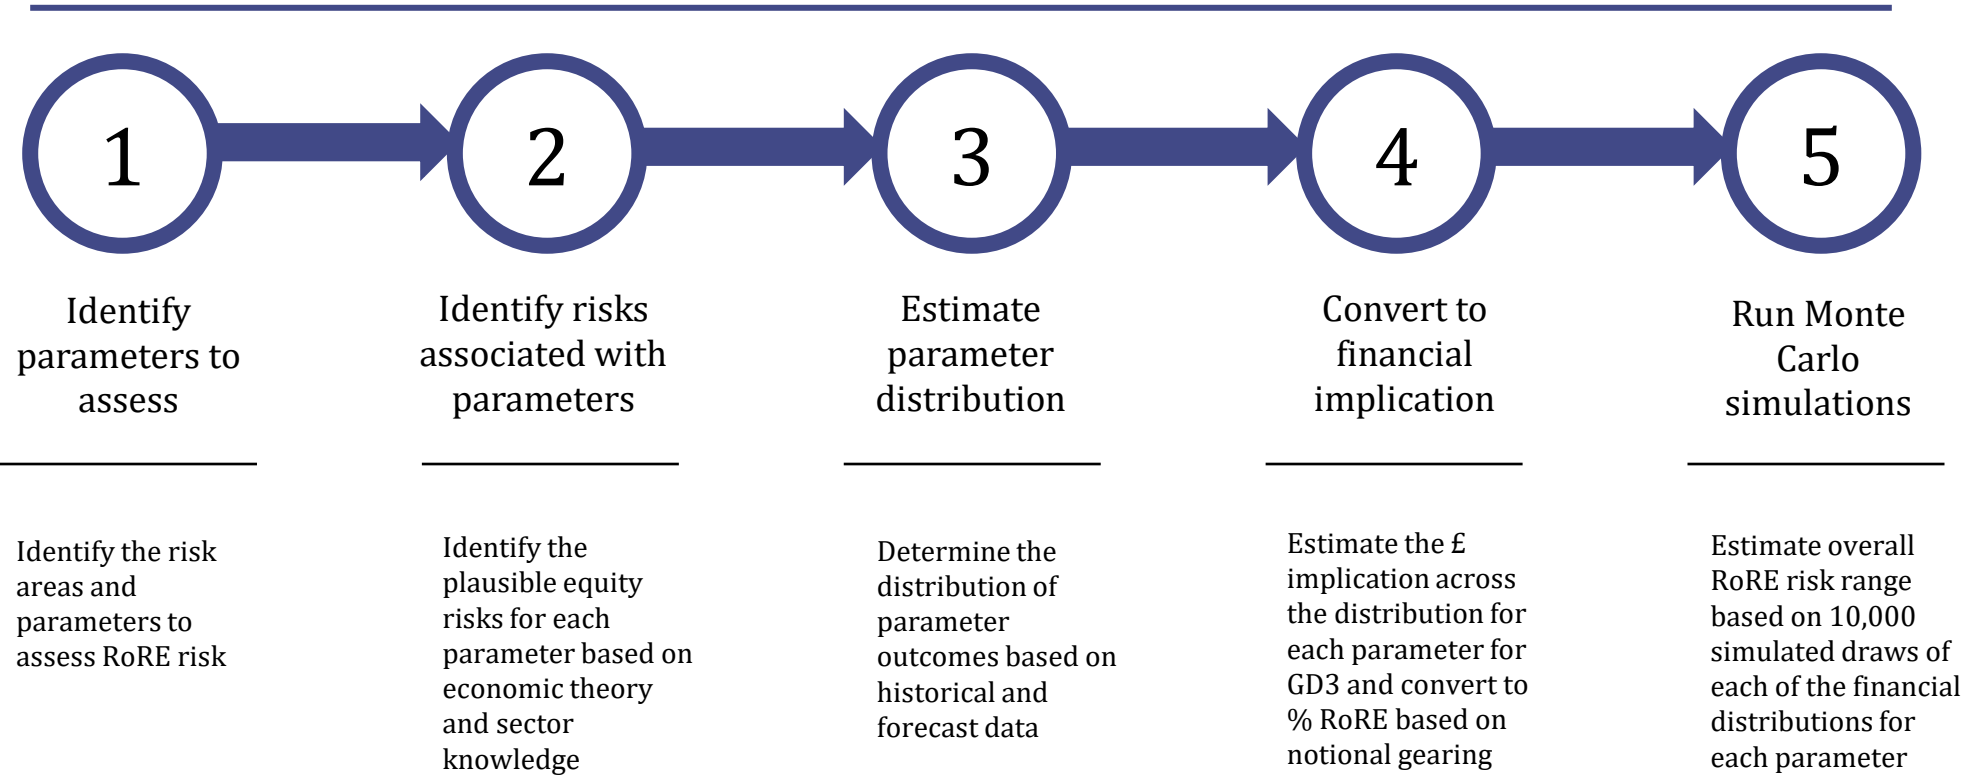 1
2
3
4
5
Identify
parameters to
assess
Identify risks
associated with
parameters
Estimate
parameter
distribution
Convert to
financial
implication
Run Monte
Carlo
simulations
Identify the risk
areas and
parameters to
assess RoRE risk
Identify the
plausible equity
risks for each
parameter based on
economic theory
and sector
knowledge
Determine the
distribution of
parameter
outcomes based on
historical and
forecast data
Estimate the £
implication across
the distribution for
each parameter for
GD3 and convert to
% RoRE based on
notional gearing
Estimate overall
RoRE risk range
based on 10,000
simulated draws of
each of the financial
distributions for
each parameter